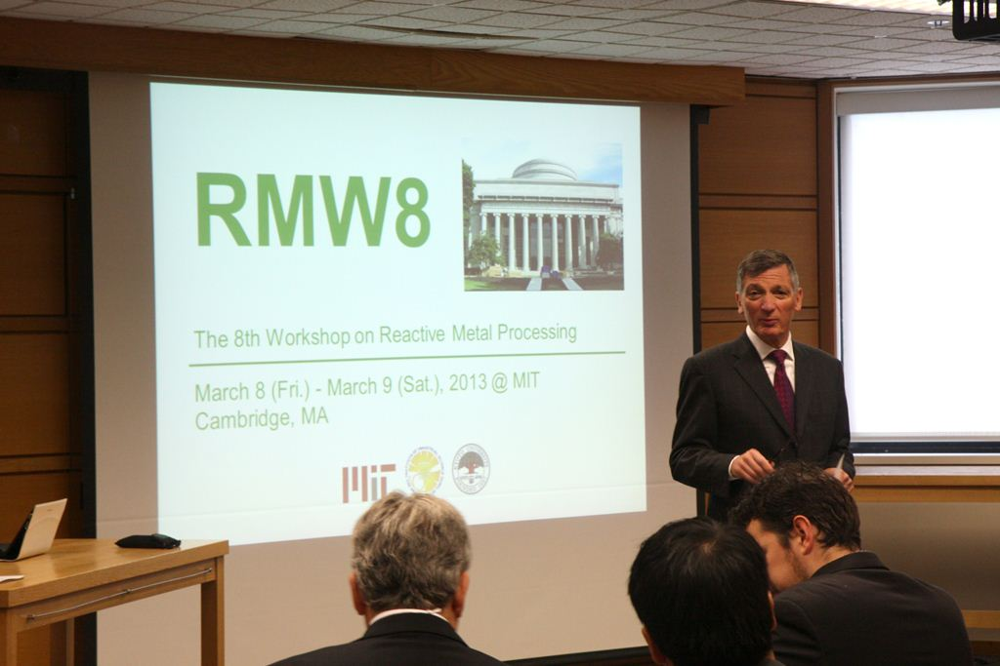 RMW8
The 8th Workshop on Reactive Metal Processing
March 8 (Fri.) - March 9 (Sat.), 2013 @ MIT
Cambridge, MA
MIT